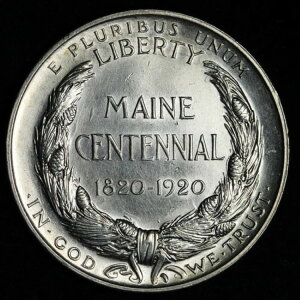 E PLURIBUS UNUM
LIBERTY
MAINE
CENTENNIAL
1820-1920
·IN·GOD WE·TRUST·